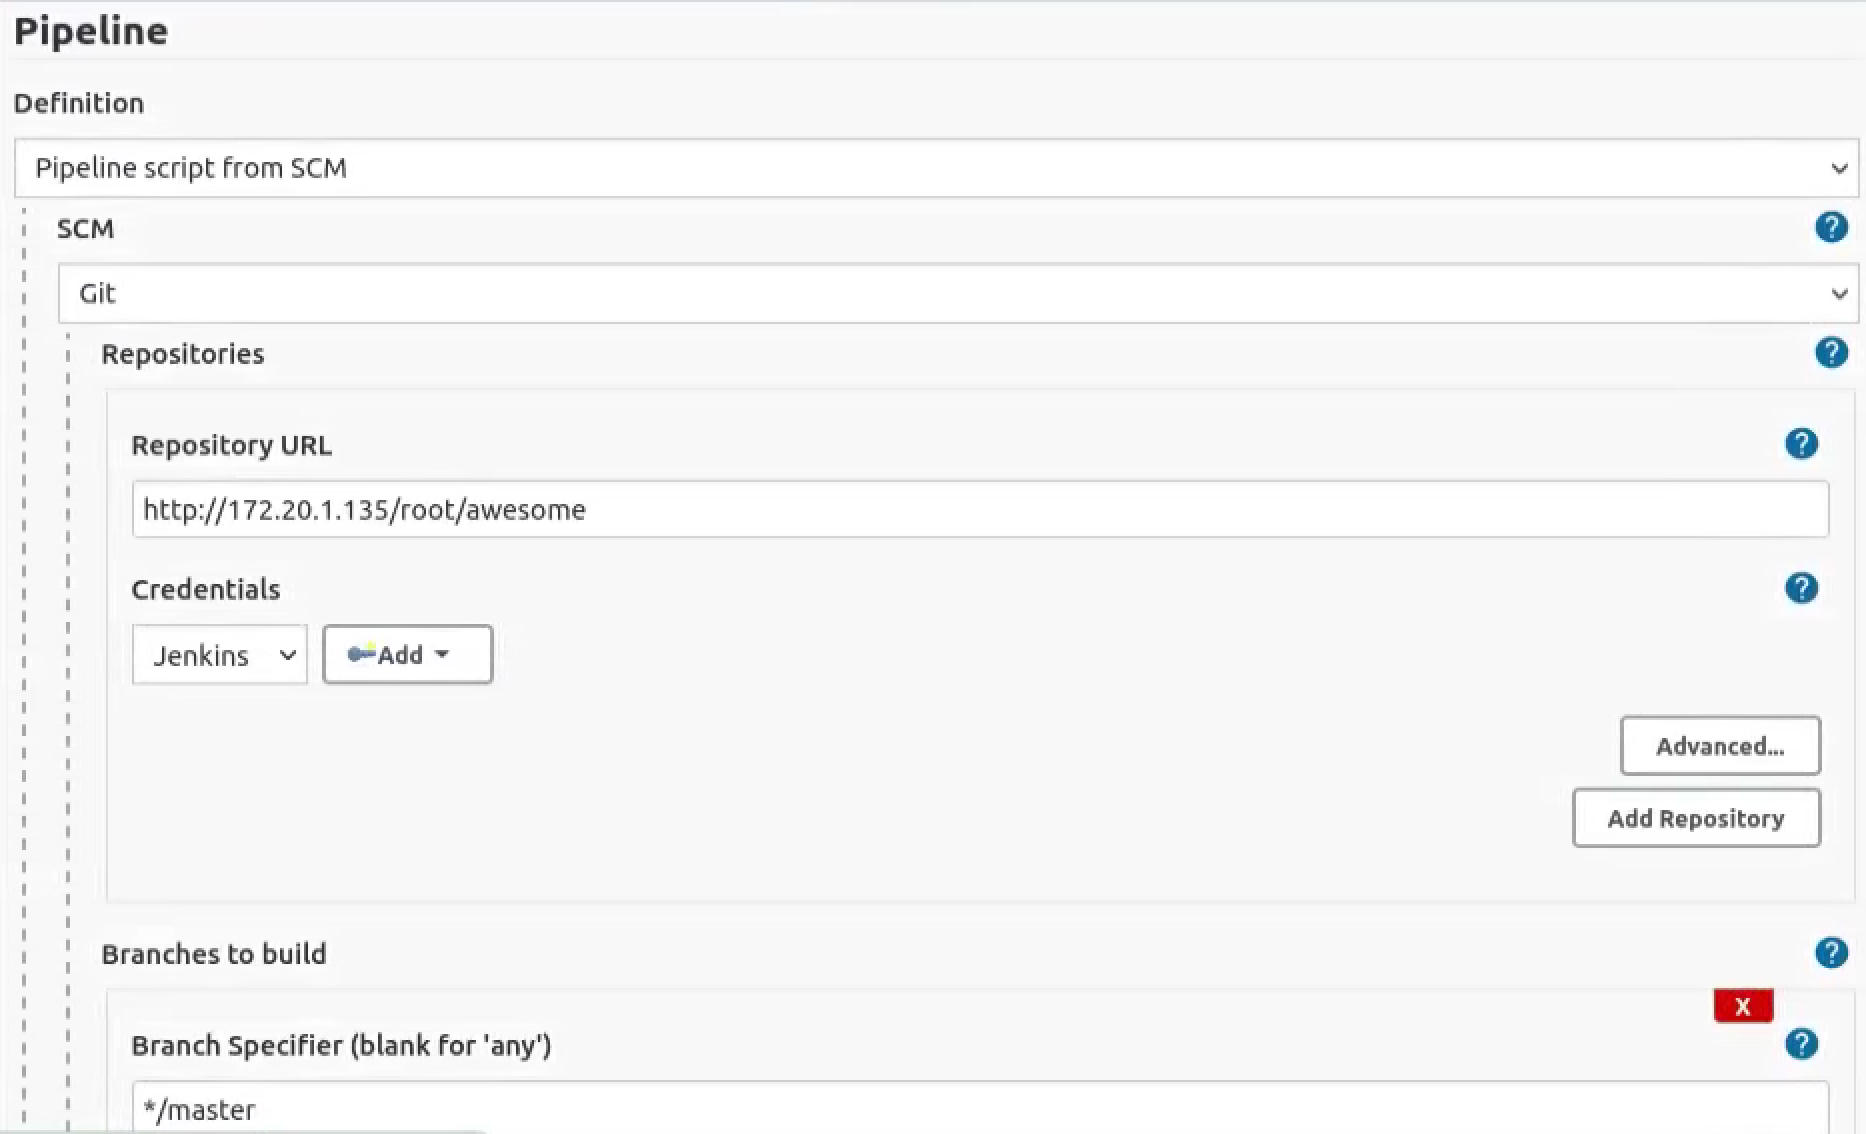 Pipeline
Definition
Pipeline script from SCM
SCM
?
Git
Repositories
?
Repository URL
?
http://172.20.1.135/root/awesome
Credentials
?
Jenkins
Add
Advanced...
Add Repository
Branches to build
?
X
Branch Specifier (blank for 'any')
?
*/master